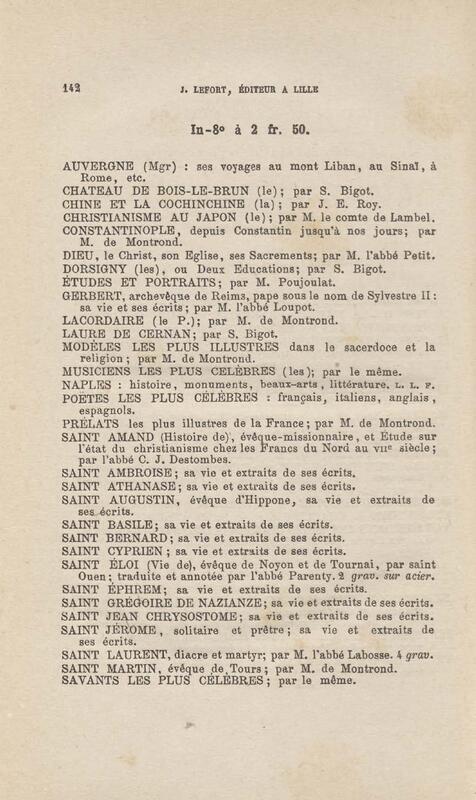 142
J. LEFORT, ÉDITEUR A LILLE
In-8º à 2 fr. 50.
AUVERGNE (Mgr) : ses voyages au mont Liban, au Sinaï, à
Rome, etc.
CHATEAU DE BOIS-LE-BRUN (le); par S. Bigot.
CHINE ET LA COCHINCHINE (la); par J. E. Roy.
CHRISTIANISME AU JAPON (le); par M. le comte de Lambel.
CONSTANTINOPLE, depuis Constantin jusqu'à nos jours; par
M. de Montrond.
DIEU, le Christ, son Eglise, ses Sacrements; par M. l'abbé Petit.
DORSIGNY (les), ou Deux Educations; par S. Bigot.
ÉTUDES ET PORTRAITS; par M. Poujoulat.
GERBERT, archevêque de Reims, pape sous le nom de Sylvestre II :
sa vie et ses écrits; par M. l'abbé Loupot.
LACORDAIRE (le P.); par M. de Montrond.
LAURE DE CERNAN; par S. Bigot.
MODÈLES LES PLUS ILLUSTRES dans le sacerdoce et la
religion; par M. de Montrond.
MUSICIENS LES PLUS CÉLÈBRES (les); par le même.
NAPLES : histoire, monuments, beaux-arts, littérature. L. L. F.
POËTES LES PLUS CÉLÈBRES : français, italiens, anglais,
espagnols.
PRÉLATS les plus illustres de la France; par M. de Montrond.
SAINT AMAND (Histoire de), évêque-missionnaire, et Étude sur
l'état du christianisme chez les Francs du Nord au VIIe siècle;
par l'abbé C. J. Destombes.
SAINT AMBROISE; sa vie et extraits de ses écrits.
SAINT ATHANASE; sa vie et extraits de ses écrits.
SAINT AUGUSTIN, évêque d'Hippone, sa vie et extraits de
ses écrits.
SAINT BASILE; sa vie et extraits de ses écrits.
SAINT BERNARD; sa vie et extraits de ses écrits.
SAINT CYPRIEN; sa vie et extraits de ses écrits.
SAINT ÉLOI (Vie de), évêque de Noyon et de Tournai, par saint
Ouen; traduite et annotée par l'abbé Parenty. 2 grav. sur acier.
SAINT ÉPHREM; sa vie et extraits de ses écrits.
SAINT GRÉGOIRE DE NAZIANZE; sa vie et extraits de ses écrits.
SAINT JEAN CHRYSOSTOME; sa vie et extraits de ses écrits.
SAINT JÉROME, solitaire et prêtre; sa vie et extraits de
ses écrits.
SAINT LAURENT, diacre et martyr; par M. l'abbé Labosse. 4 grav.
SAINT MARTIN, évêque de Tours; par M. de Montrond.
SAVANTS LES PLUS CÉLÈBRES; par le même.